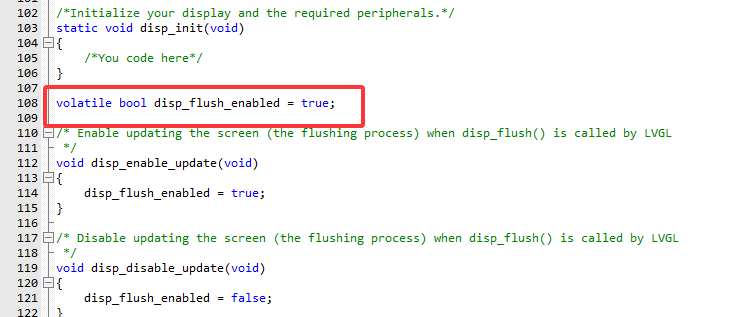 102 /*Initialize your display and the required peripherals.*/
103 static void disp_init(void)
104 {
105 /*You code here*/
106 }
107
108 volatile bool disp_flush_enabled = true;
109
110 /* Enable updating the screen (the flushing process) when disp_flush() is called by LVGL
111 */
112 void disp_enable_update(void)
113 {
114 disp_flush_enabled = true;
115 }
116
117 /* Disable updating the screen (the flushing process) when disp_flush() is called by LVGL
118 */
119 void disp_disable_update(void)
120 {
121 disp_flush_enabled = false;
122 }